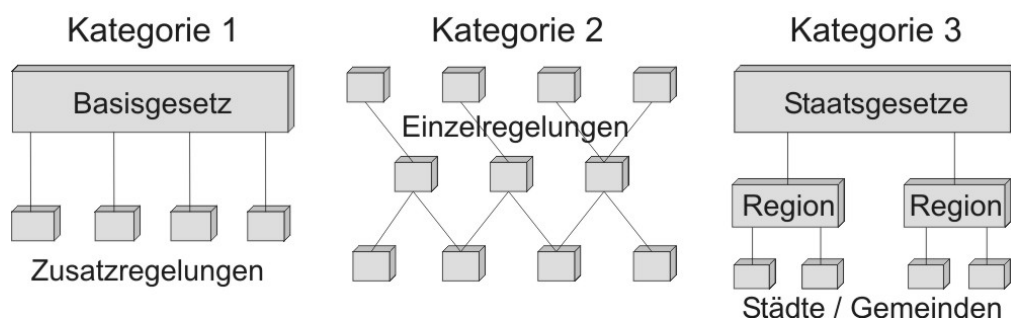 Kategorie 1
Basisgesetz
Zusatzregelungen
Kategorie 2
Einzelregelungen
Kategorie 3
Staatsgesetze
Region
Region
Städte / Gemeinden